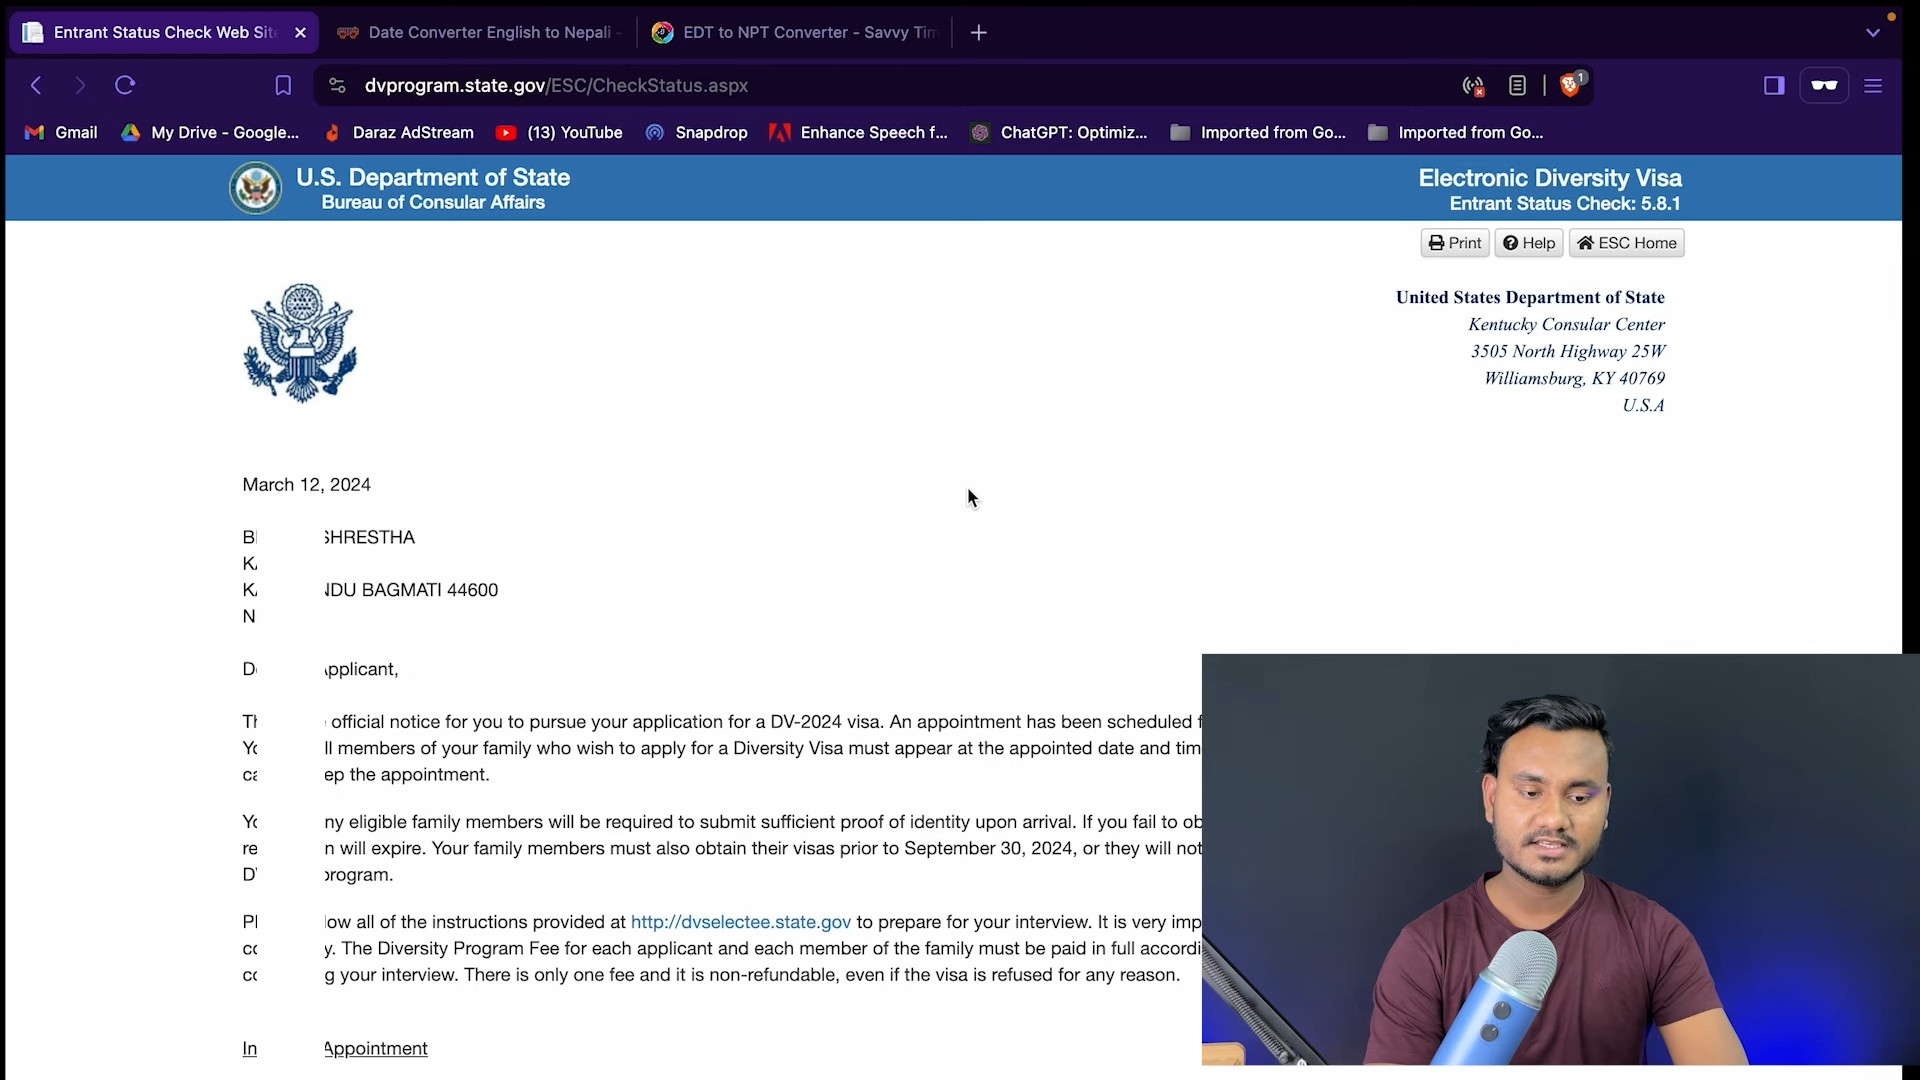 Entrant Status Check Web Sit
Date Converter English to Nepali -
EDT to NPT Converter - Savvy Tim
dvprogram.state.gov/ESC/CheckStatus.aspx
1
Gmail
My Drive - Google...
Daraz AdStream
(13) YouTube
Snapdrop
Enhance Speech f...
ChatGPT: Optimiz...
Imported from Go...
Imported from Go...
U.S. Department of State
Bureau of Consular Affairs
Electronic Diversity Visa
Entrant Status Check: 5.8.1
Print
Help
ESC Home
United States Department of State
Kentucky Consular Center
3505 North Highway 25W
Williamsburg, KY 40769
U.S.A
March 12, 2024
SHRESTHA
NDU BAGMATI 44600
N
pplicant,
official notice for you to pursue your application for a DV-2024 visa. An appointment has been scheduled f
ll members of your family who wish to apply for a Diversity Visa must appear at the appointed date and tim
ca ep the appointment.
ny eligible family members will be required to submit sufficient proof of identity upon arrival. If you fail to ob
re n will expire. Your family members must also obtain their visas prior to September 30, 2024, or they will not
program.
Pl low all of the instructions provided at http://dvselectee.state.gov to prepare for your interview. It is very imp
y. The Diversity Program Fee for each applicant and each member of the family must be paid in full accordi
g your interview. There is only one fee and it is non-refundable, even if the visa is refused for any reason.
In Appointment